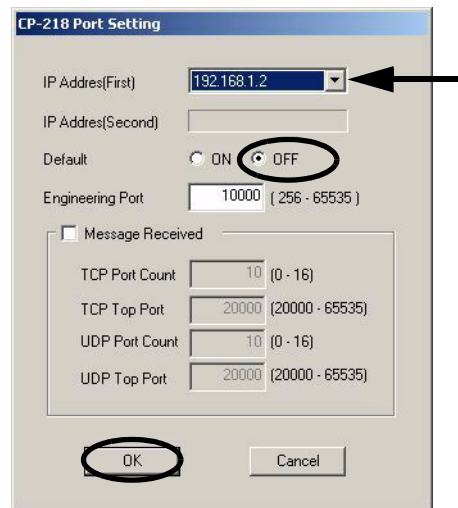 CP-218 Port Setting
IP Addres(First) 192.168.1.2
IP Addres(Second)
Default ON OFF
Engineering Port 10000 ( 256 - 65535 )
Message Received
TCP Port Count 10 (0 - 16)
TCP Top Port 20000 (20000 - 65535)
UDP Port Count 10 (0 - 16)
UDP Top Port 20000 (20000 - 65535)
OK Cancel